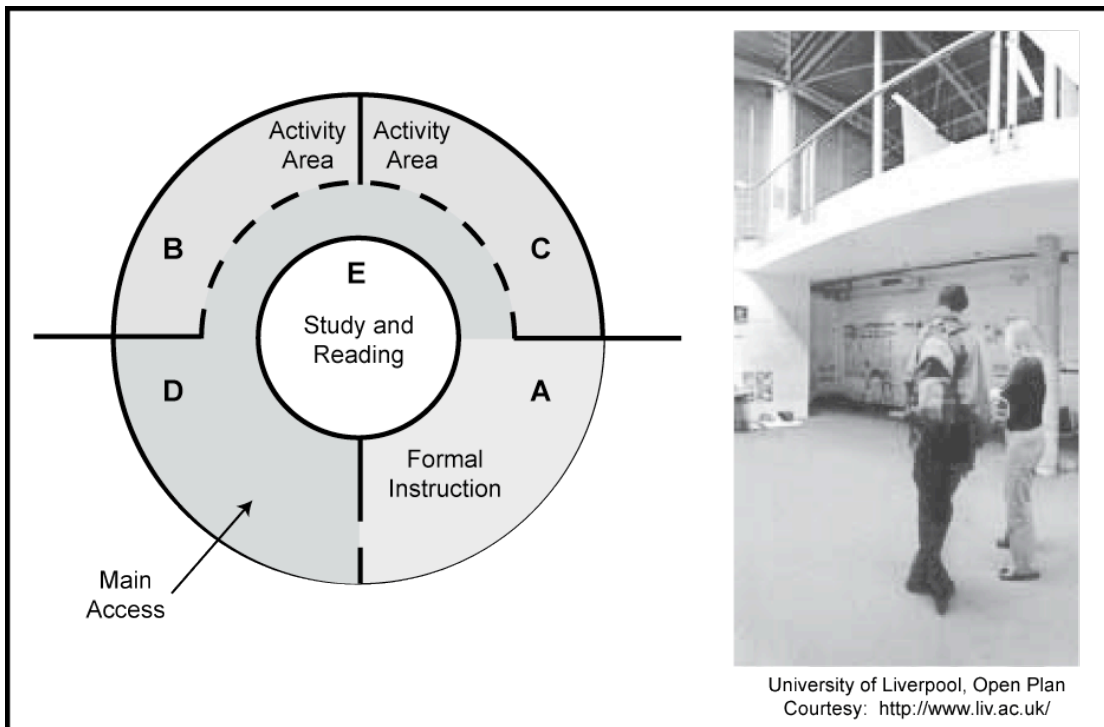 Activity
Area
Activity
Area
B
C
E
Study and
Reading
D
A
Formal
Instruction
Main
Access
University of Liverpool, Open Plan
Courtesy: http://www.liv.ac.uk/